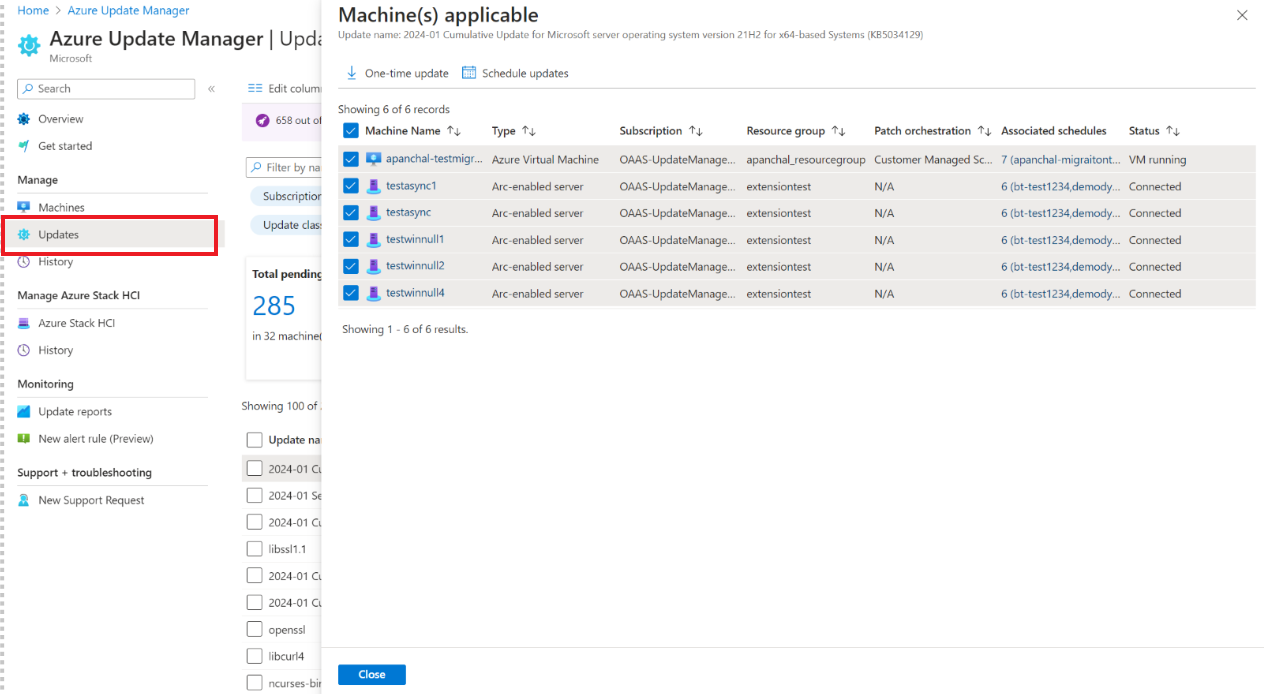 Home > Azure Update Manager
Azure Update Manager | Upda
Microsoft
Search
«
Overview
Get started
Manage
Machines
Updates
History
Manage Azure Stack HCI
Azure Stack HCI
History
Monitoring
Update reports
New alert rule (Preview)
Support + troubleshooting
New Support Request
Edit colum
658 out of
Filter by na
Subscription
Update clas
Total pending
285
in 32 machine(
Showing 100 of
Update na
2024-01 Cu
2024-01 Se
2024-01 Cu
libssl1.1
2024-01 Cu
2024-01 Cu
openssl
libcurl4
ncurses-bin
Machine(s) applicable
Update name: 2024-01 Cumulative Update for Microsoft server operating system version 21H2 for x64-based Systems (KB5034129)
One-time update Schedule updates
Showing 6 of 6 records
Machine Name ↑↓ Type ↑↓ Subscription ↑↓ Resource group ↑↓ Patch orchestration ↑↓ Associated schedules Status ↑↓
apanchal-testmigr... Azure Virtual Machine OAAS-UpdateManage... apanchal_resourcegroup Customer Managed Sc... 7 (apanchal-migraitont... VM running
testasync1 Arc-enabled server OAAS-UpdateManage... extensiontest N/A 6 (bt-test1234,demody... Connected
testasync Arc-enabled server OAAS-UpdateManage... extensiontest N/A 6 (bt-test1234,demody... Connected
testwinnull1 Arc-enabled server OAAS-UpdateManage... extensiontest N/A 6 (bt-test1234,demody... Connected
testwinnull2 Arc-enabled server OAAS-UpdateManage... extensiontest N/A 6 (bt-test1234,demody... Connected
testwinnull4 Arc-enabled server OAAS-UpdateManage... extensiontest N/A 6 (bt-test1234,demody... Connected
Showing 1 - 6 of 6 results.
Close